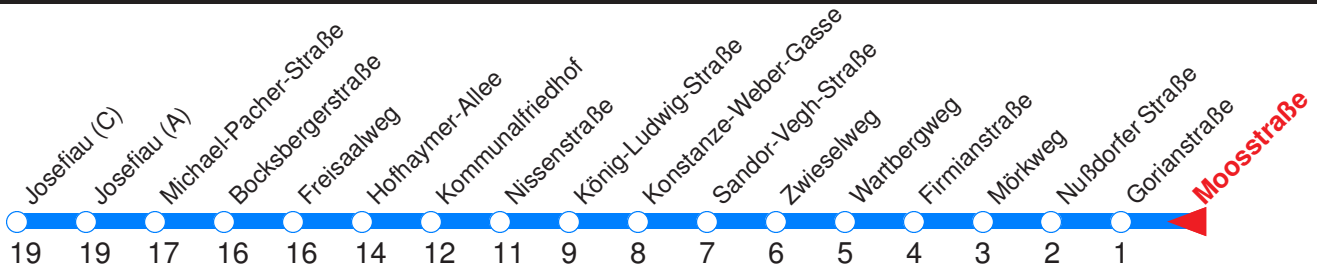 Josefiau (C)
Josefiau (A)
Michael-Pacher-Straße
Bocksbergerstraße
Freisaalweg
Hofhaymer-Allee
Kommunalfriedhof
Nissenstraße
König-Ludwig-Straße
Konstanze-Weber-Gasse
Sandor-Vegh-Straße
Zwieselweg
Wartbergweg
Firmianstraße
Mörkweg
Nußdorfer Straße
Gorianstraße
Moosstraße
19 19 17 16 16 14 12 11 9 8 7 6 5 4 3 2 1